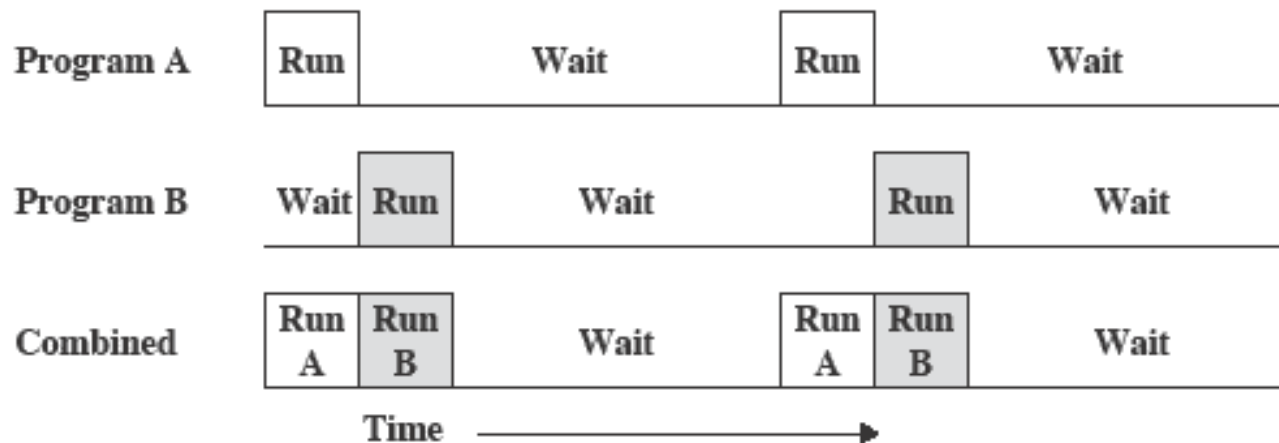 Program A Run Wait Run Wait
Program B Wait Run Wait Run Wait
Combined Run A Run B Wait Run A Run B Wait
Time